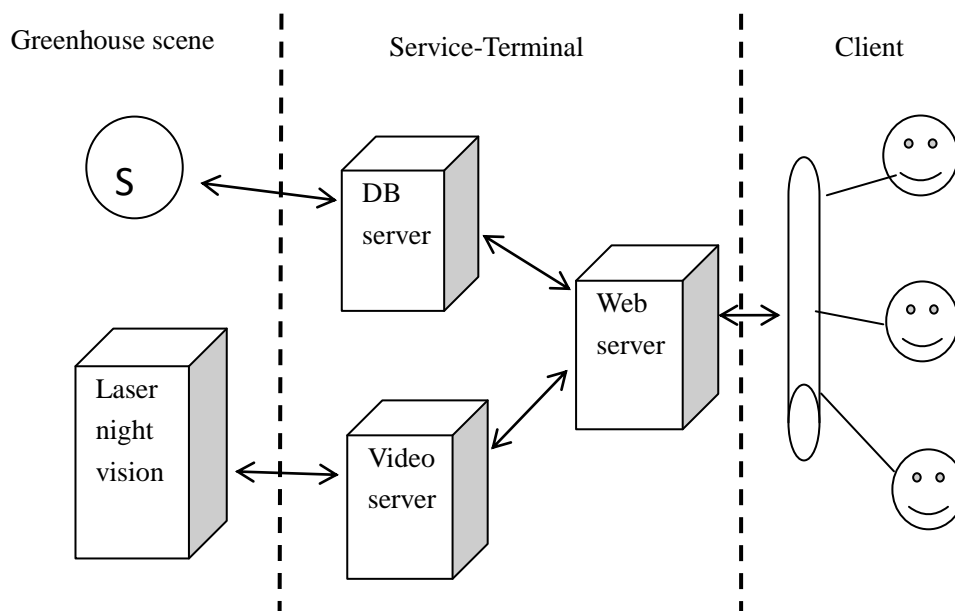 Greenhouse scene
Service-Terminal
Client
S
DB
server
Web
server
Laser
night
vision
Video
server